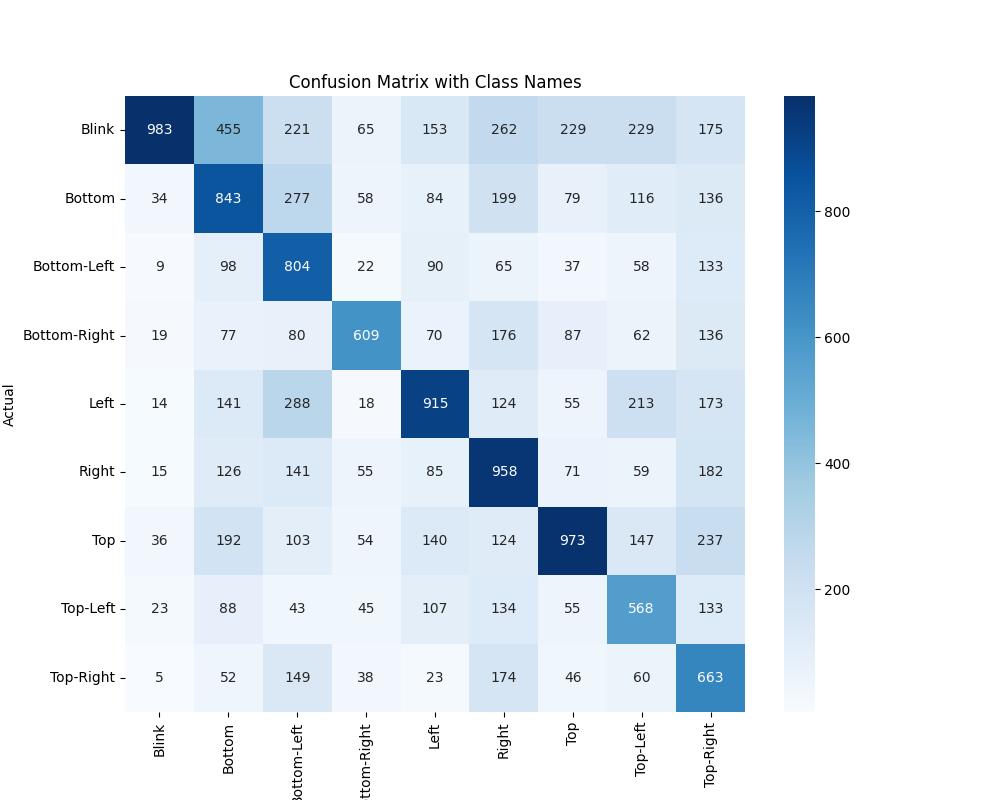 Confusion Matrix with Class Names
Actual
Blink 983 455 221 65 153 262 229 229 175
Bottom 34 843 277 58 84 199 79 116 136
Bottom-Left 9 98 804 22 90 65 37 58 133
Bottom-Right 19 77 80 609 70 176 87 62 136
Left 14 141 288 18 915 124 55 213 173
Right 15 126 141 55 85 958 71 59 182
Top 36 192 103 54 140 124 973 147 237
Top-Left 23 88 43 45 107 134 55 568 133
Top-Right 5 52 149 38 23 174 46 60 663
Blink Bottom ottom-Left ttom-Right Left Right Top Top-Left Top-Right
800
600
400
200